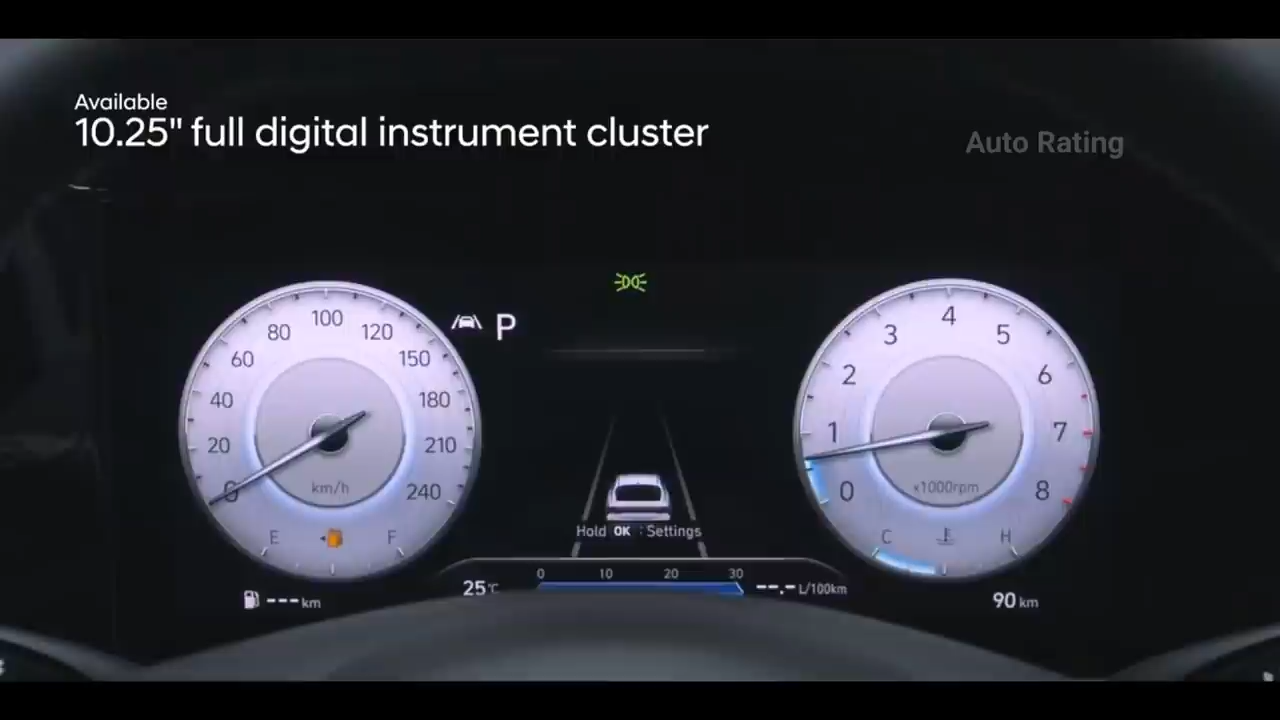 Available
10.25" full digital instrument cluster
Auto Rating
0
20
40
60
80
100
120
150
180
210
240
km/h
E
F
P
Hold OK : Settings
25°C
0 10 20 30
--.- L/100km
--- km
0
1
2
3
4
5
6
7
8
x1000rpm
C
H
90 km